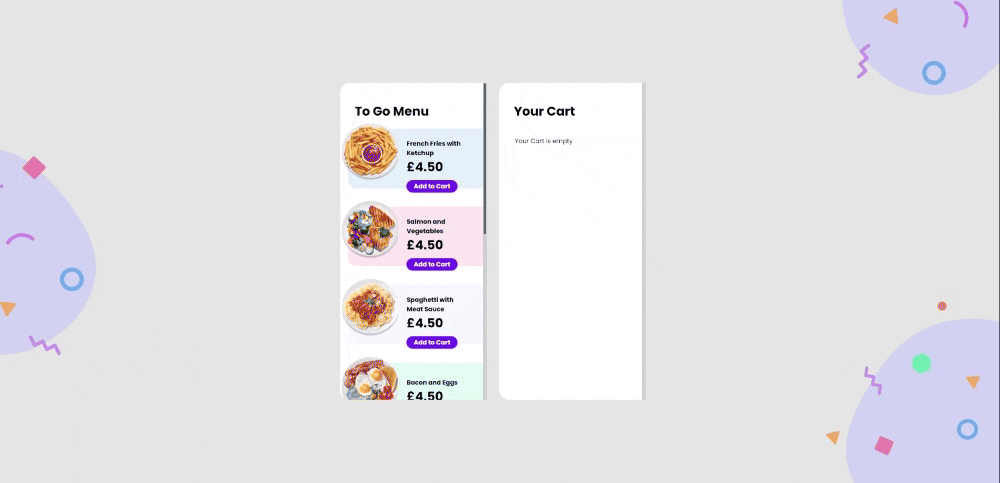 To Go Menu
French Fries with
Ketchup
£4.50
Add to Cart
Salmon and
Vegetables
£4.50
Add to Cart
Spaghetti with
Meat Sauce
£4.50
Add to Cart
Bacon and Eggs
£4.50
Your Cart
Your Cart is empty